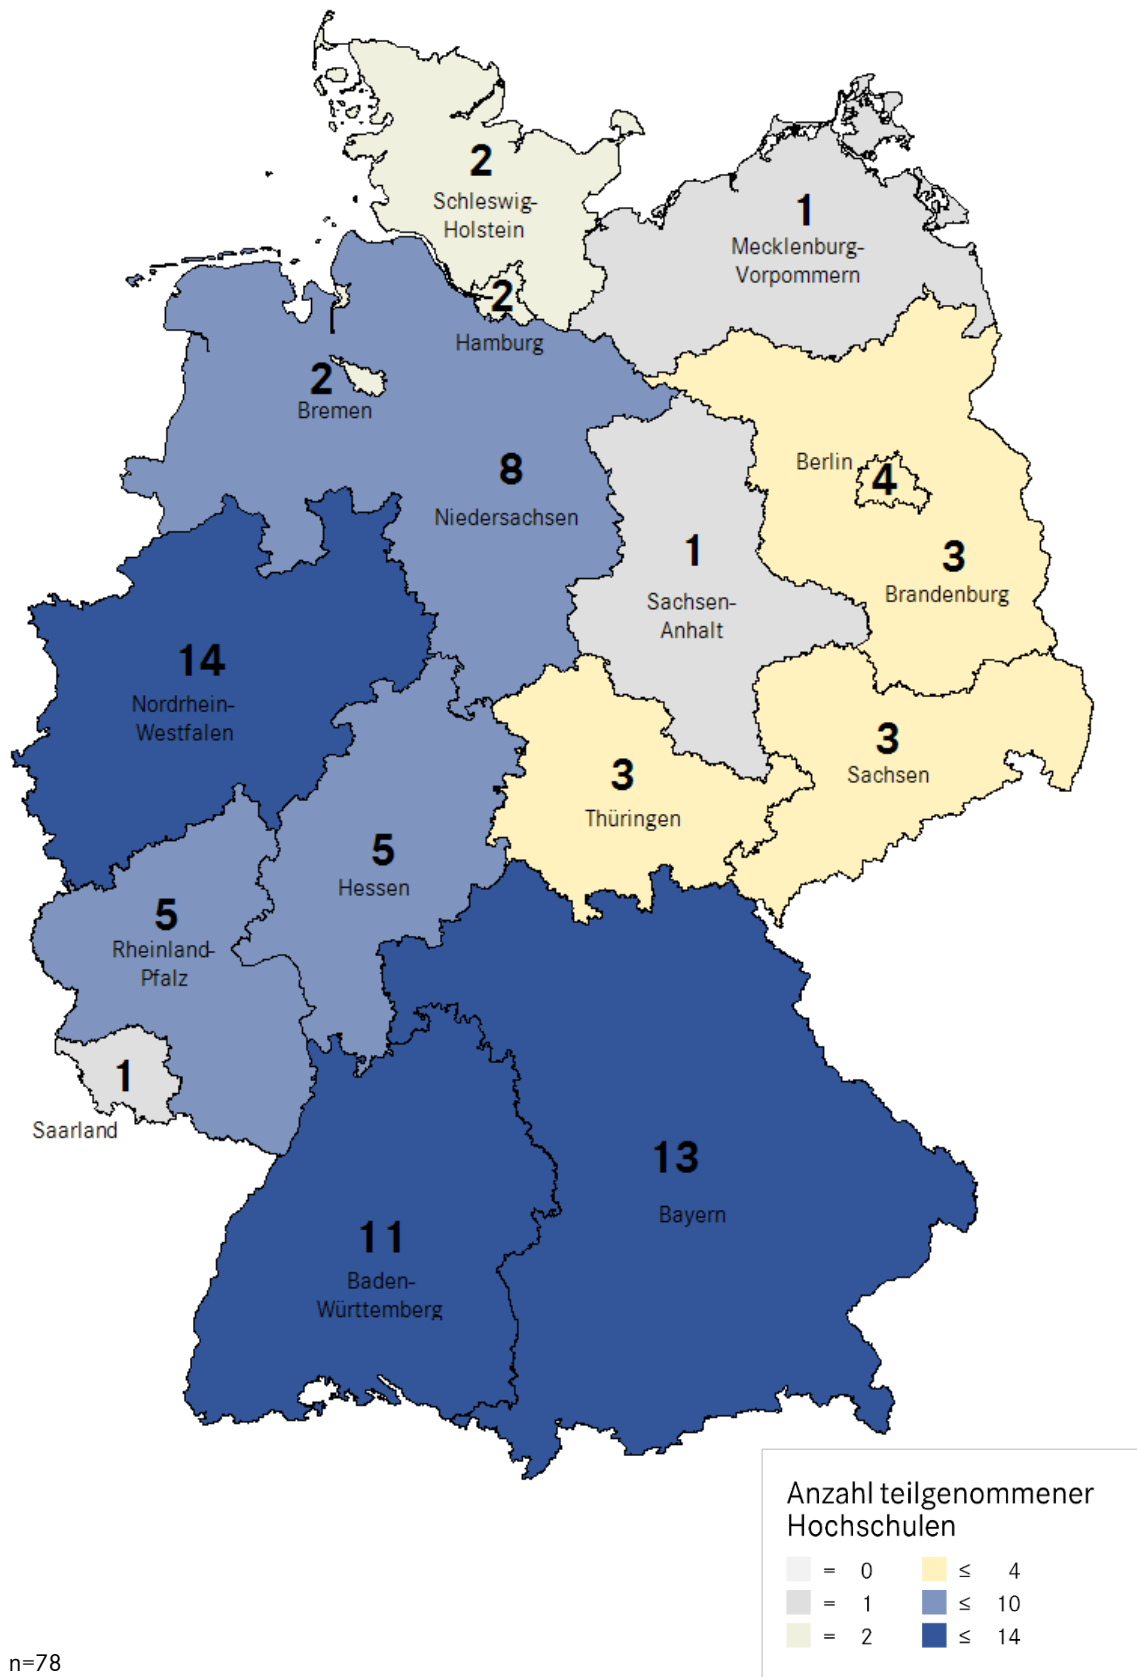 2
Schleswig-
Holstein
1
Mecklenburg-
Vorpommern
2
Hamburg
2
Bremen
8
Niedersachsen
Berlin
4
3
Brandenburg
1
Sachsen-
Anhalt
14
Nordrhein-
Westfalen
3
Sachsen
3
Thüringen
5
Hessen
5
Rheinland-
Pfalz
1
Saarland
13
Bayern
11
Baden-
Württemberg
Anzahl teilgenommener
Hochschulen
= 0
≤ 4
= 1
≤ 10
= 2
≤ 14
n=78